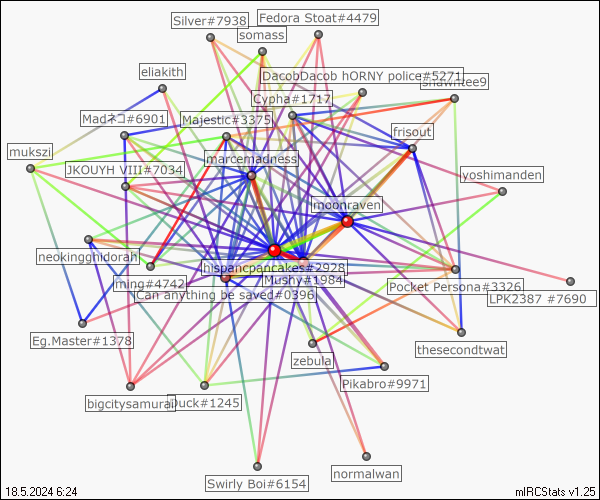 Silver#7938
Fedora Stoat#4479
somass
eliakith
DacobDacob hORNY police#5271
shawntee9
Cypha#1717
Madネコ#6901
Majestic#3375
frisout
mukszi
marcemadness
JKOUYH VIII#7034
yoshimanden
moonraven
neokingghidorah
hispancpancakes#2928
ming#4742
Mushy#1984
Pocket Persona#3326
Can anything be saved#0396
LPK2387 #7690
Eg.Master#1378
thesecondtwat
zebula
Pikabro#9971
bigcitysamurai
Duck#1245
normalwan
Swirly Boi#6154
18.5.2024 6:24
mIRCStats v1.25